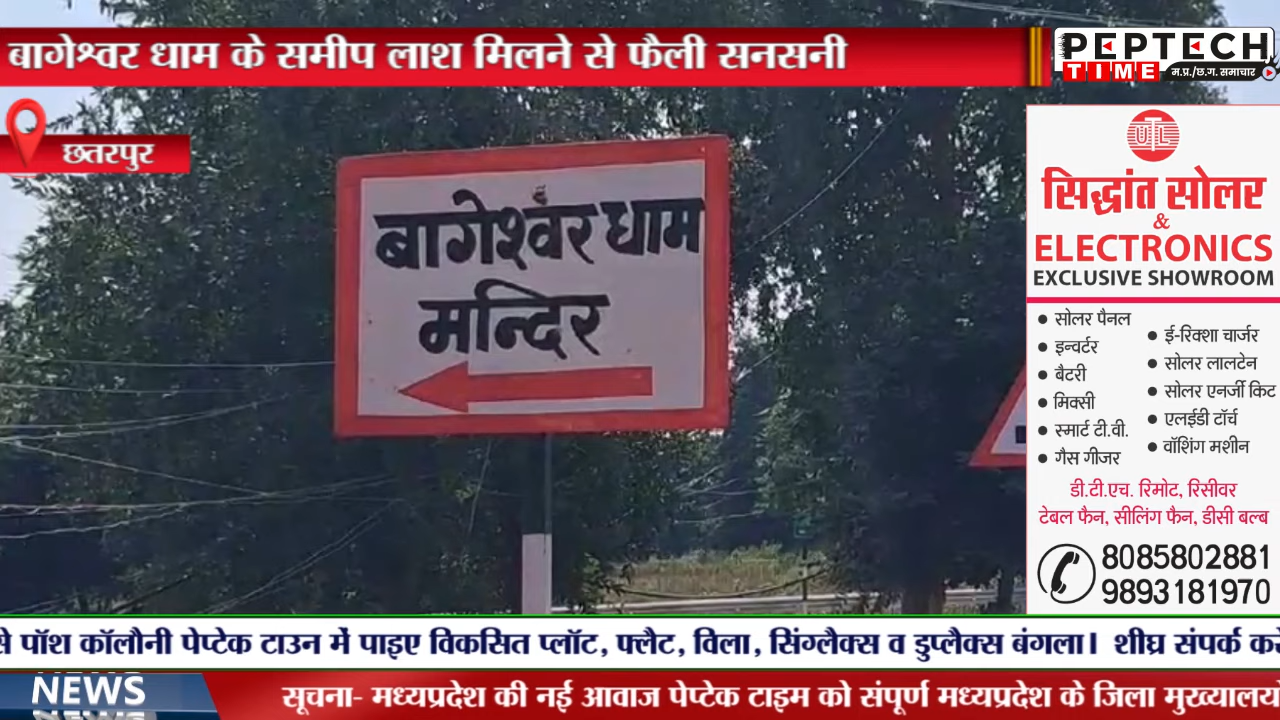 बागेश्वर धाम के समीप लाश मिलने से फैली सनसनी
PEPTECH
TIME म.प्र./छ.ग. समाचार
छतरपुर
बागेश्वर धाम
मन्दिर
UTL
सिद्धांत सोलर
&
ELECTRONICS
EXCLUSIVE SHOWROOM
सोलर पैनल
इन्वर्टर
बैटरी
मिक्सी
स्मार्ट टी.वी.
गैस गीजर
ई-रिक्शा चार्जर
सोलर लालटेन
सोलर एनर्जी किट
एलईडी टॉर्च
वॉशिंग मशीन
डी.टी.एच. रिमोट, रिसीवर
टेबल फैन, सीलिंग फैन, डीसी बल्ब
8085802881
9893181970
से पॉश कॉलौनी पेप्टेक टाउन में पाइए विकसित प्लॉट, फ्लैट, विला, सिंग्लैक्स व डुप्लैक्स बंगला। शीघ्र संपर्क करें
NEWS
सूचना- मध्यप्रदेश की नई आवाज पेप्टेक टाइम को संपूर्ण मध्यप्रदेश के जिला मुख्यालयों